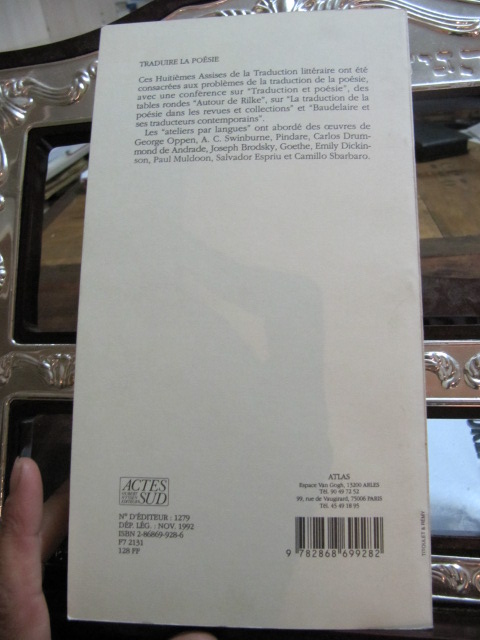 TRADUIRE LA POÉSIE
Ces Huitièmes Assises de la Traduction littéraire ont été
consacrées aux problèmes de la traduction de la poésie,
avec une conférence sur "Traduction et poésie", des
tables rondes "Autour de Rilke", sur "La traduction de la
poésie dans les revues et collections" et "Baudelaire et
ses traducteurs contemporains".
Les "ateliers par langues" ont abordé des œuvres de
George Oppen, A. C. Swinburne, Pindare, Carlos Drum-
mond de Andrade, Joseph Brodsky, Goethe, Emily Dickin-
son, Paul Muldoon, Salvador Espriu et Camillo Sbarbaro.
ACTES
SUD
N° D'ÉDITEUR : 1279
DÉP. LÉG. : NOV. 1992
ISBN 2-86869-928-6
F7 2131
128 FF
ATLAS
Espace Van Gogh, 13200 ARLES
Tél. 90 49 72 52
99, rue de Vaugirard, 75006 PARIS
Tél. 45 49 18 95
9 782868 699282